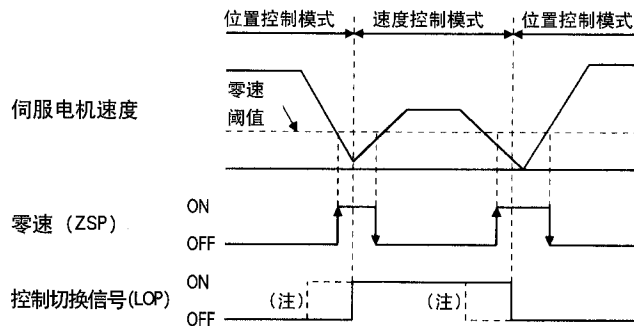 位置控制模式 速度控制模式 位置控制模式
伺服电机速度
零速
阈值
零速（ZSP）
ON
OFF
控制切换信号(LOP)
ON
OFF
（注）
（注）